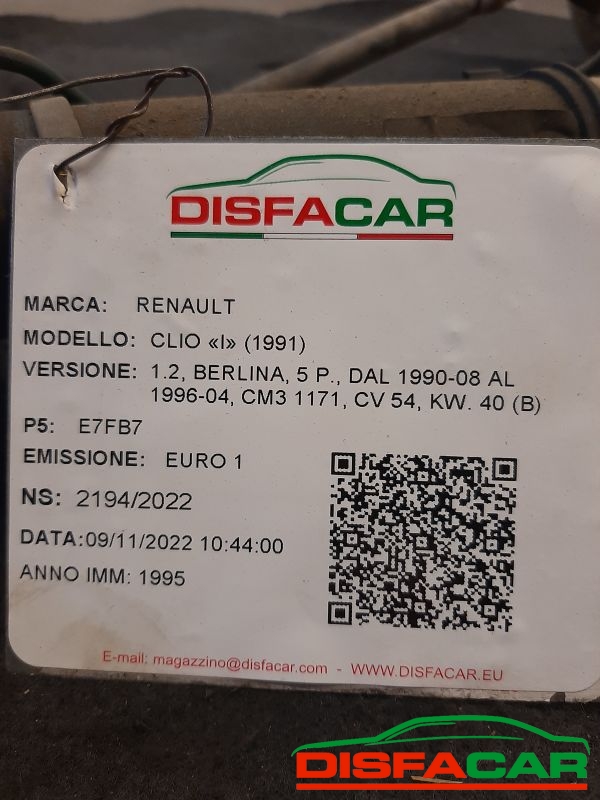 DISFACAR
MARCA: RENAULT
MODELLO: CLIO «I» (1991)
VERSIONE: 1.2, BERLINA, 5 P., DAL 1990-08 AL
1996-04, CM3 1171, CV 54, KW. 40 (B)
P5: E7FB7
EMISSIONE: EURO 1
NS: 2194/2022
DATA:09/11/2022 10:44:00
ANNO IMM: 1995
E-mail: magazzino@disfacar.com - WWW.DISFACAR.EU
DISFACAR